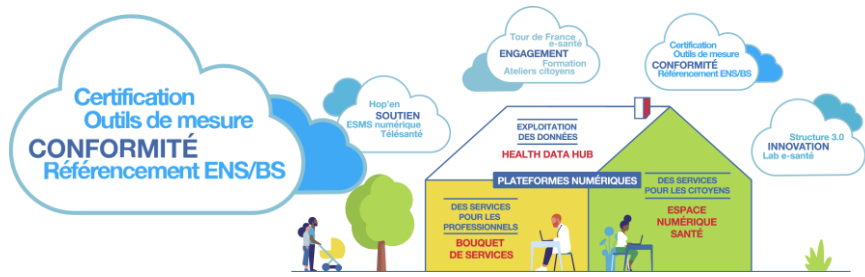 Certification
Outils de mesure
CONFORMITÉ
Référencement ENS/BS
Hop'en
SOUTIEN
ESMS numérique
Télésanté
Tour de France
e-santé
ENGAGEMENT
Formation
Ateliers citoyens
Certification
Outils de mesure
CONFORMITÉ
Référencement ENS/BS
Structure 3.0
INNOVATION
Lab e-santé
EXPLOITATION
DES DONNÉES
HEALTH DATA HUB
PLATEFORMES NUMÉRIQUES
DES SERVICES
POUR LES
PROFESSIONNELS
BOUQUET
DE SERVICES
DES SERVICES
POUR LES CITOYENS
ESPACE
NUMÉRIQUE
SANTÉ